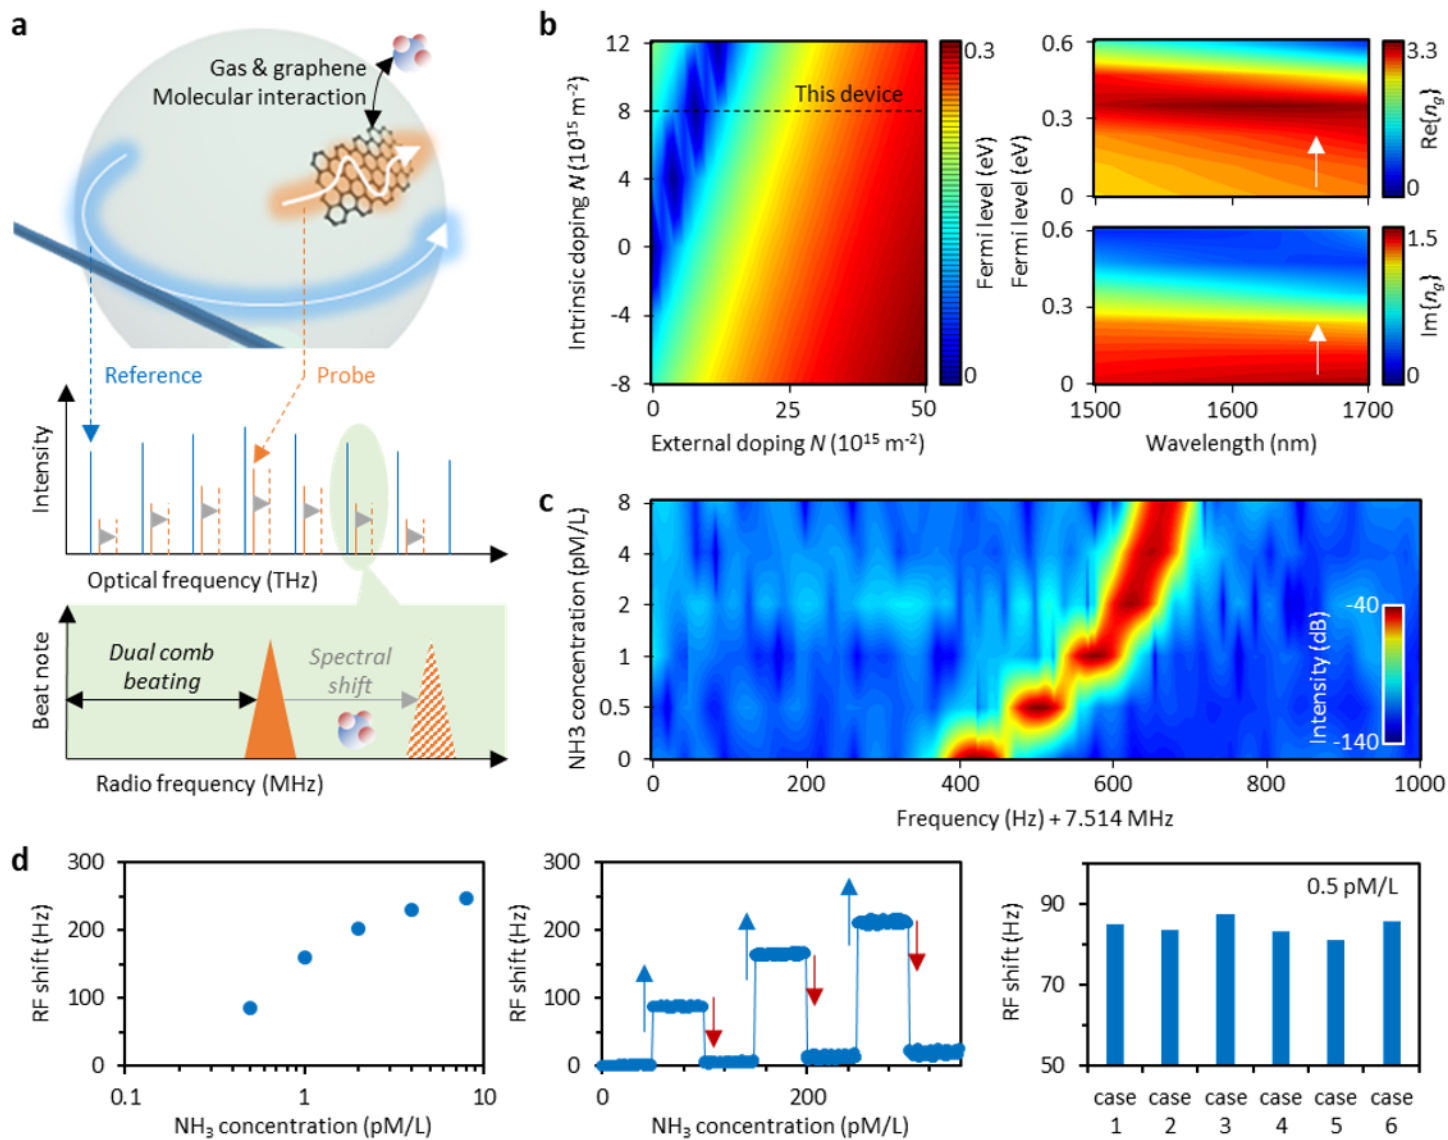 a
Gas & graphene
Molecular interaction
Reference
Probe
Intensity
Optical frequency (THz)
Beat note
Dual comb
beating
Spectral
shift
Radio frequency (MHz)
b
Intrinsic doping N (10¹⁵ m⁻²)
12
8
4
0
-4
-8
This device
0
25
50
External doping N (10¹⁵ m⁻²)
0.3
0
Fermi level (eV)
Fermi level (eV)
0.6
0.3
0
3.3
0
Re{n_g}
0.6
0.3
0
1.5
0
Im{n_g}
1500
1600
1700
Wavelength (nm)
c
NH3 concentration (pM/L)
8
4
2
1
0.5
0
0
200
400
600
800
1000
Frequency (Hz) + 7.514 MHz
Intensity (dB)
-40
-140
d
RF shift (Hz)
300
200
100
0
0.1
1
10
NH₃ concentration (pM/L)
RF shift (Hz)
300
200
100
0
0
200
NH₃ concentration (pM/L)
RF shift (Hz)
90
70
50
0.5 pM/L
case case case case case case
1 2 3 4 5 6